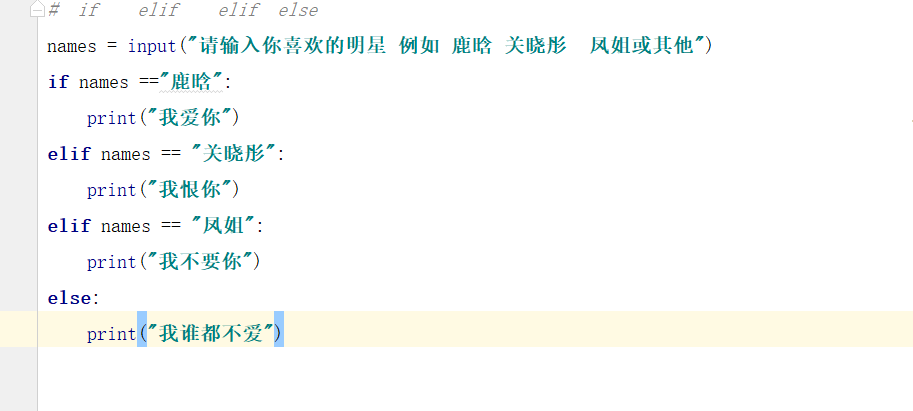 # if elif elif else
names = input("请输入你喜欢的明星 例如 鹿晗 关晓彤 凤姐或其他")
if names =="鹿晗":
print("我爱你")
elif names == "关晓彤":
print("我恨你")
elif names == "凤姐":
print("我不要你")
else:
print("我谁都不爱")